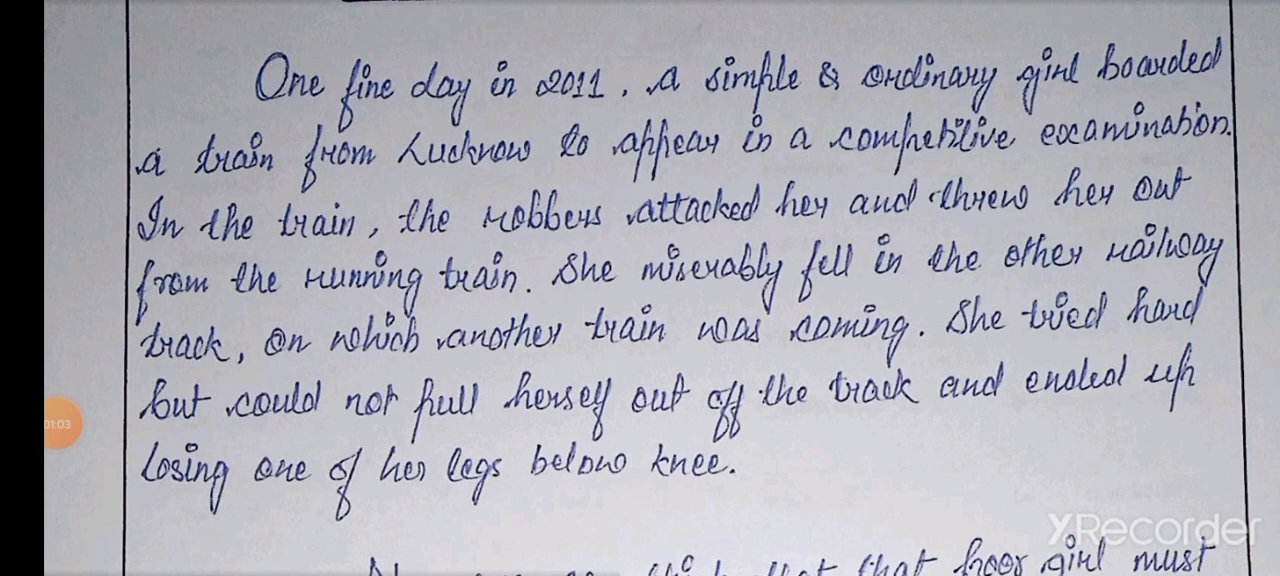 One fine day in 2011, a simple & ordinary girl boarded
a train from Lucknow to appear in a competitive examination.
In the train, the robbers attacked her and threw her out
from the running train. She miserably fell in the other railway
track, on which another train was coming. She tried hard
but could not pull herself out off the track and ended up
losing one of her legs below knee.
that poor girl must
01:03
XRecorder